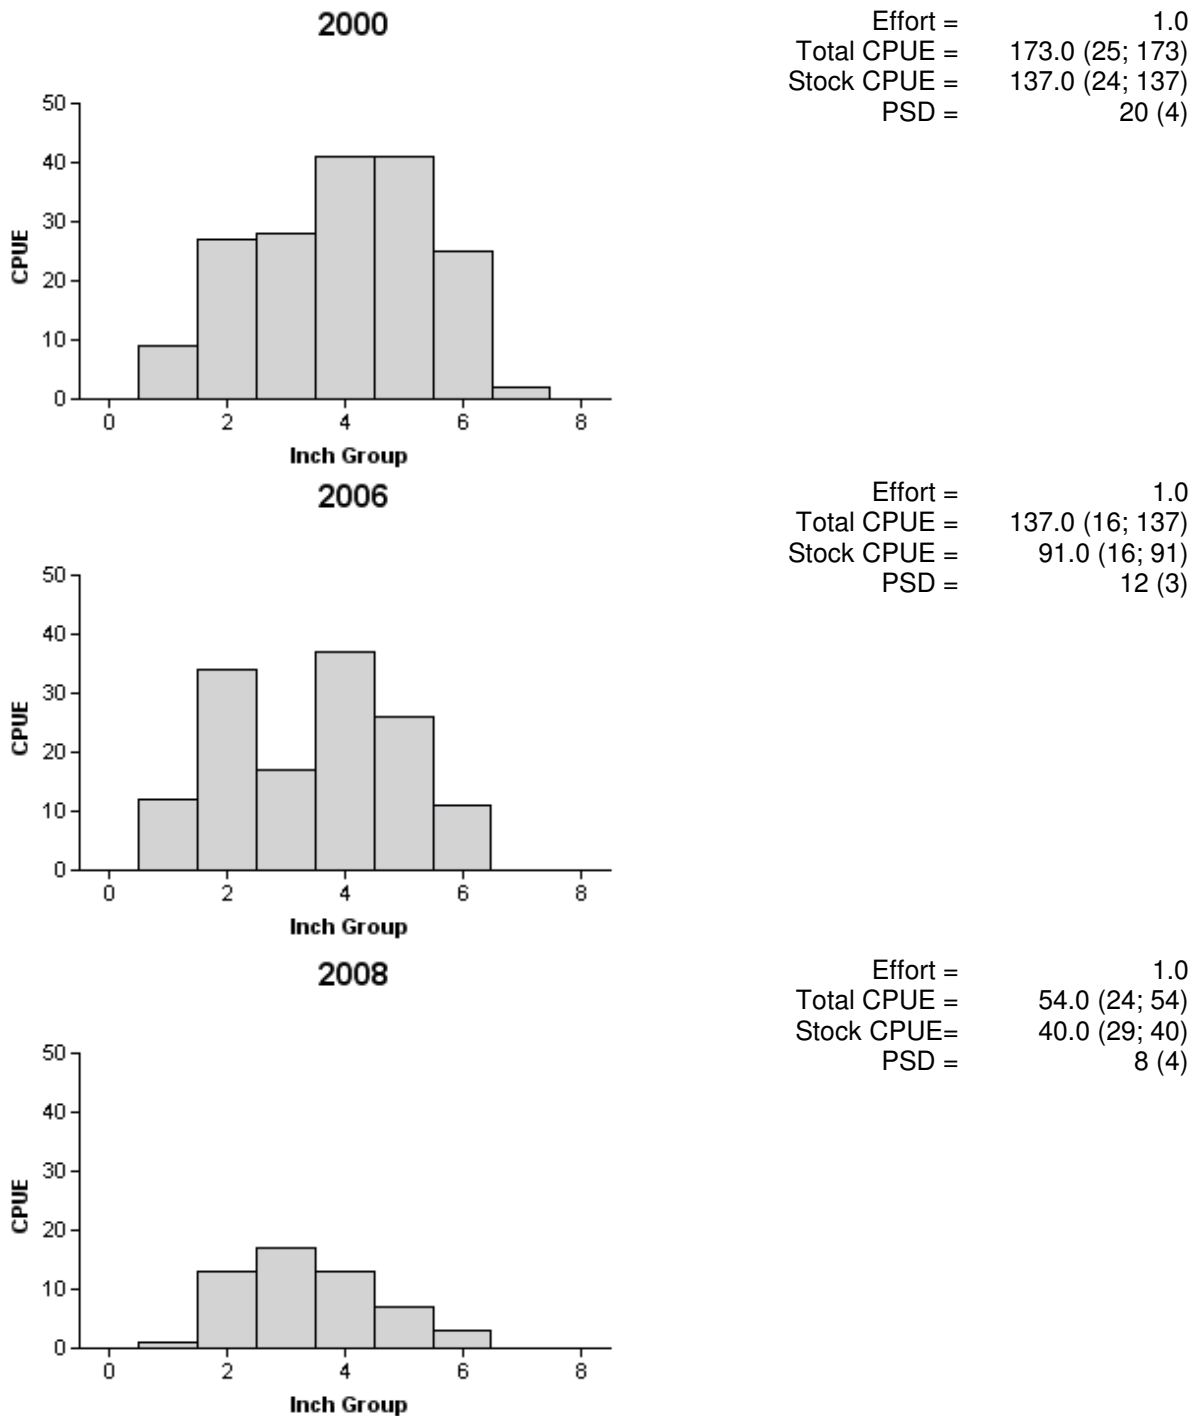 2000
Effort = 1.0
Total CPUE = 173.0 (25; 173)
Stock CPUE = 137.0 (24; 137)
PSD = 20 (4)
50
40
30
20
10
0
CPUE
0 2 4 6 8
Inch Group
2006
Effort = 1.0
Total CPUE = 137.0 (16; 137)
Stock CPUE = 91.0 (16; 91)
PSD = 12 (3)
50
40
30
20
10
0
CPUE
0 2 4 6 8
Inch Group
2008
Effort = 1.0
Total CPUE = 54.0 (24; 54)
Stock CPUE= 40.0 (29; 40)
PSD = 8 (4)
50
40
30
20
10
0
CPUE
0 2 4 6 8
Inch Group